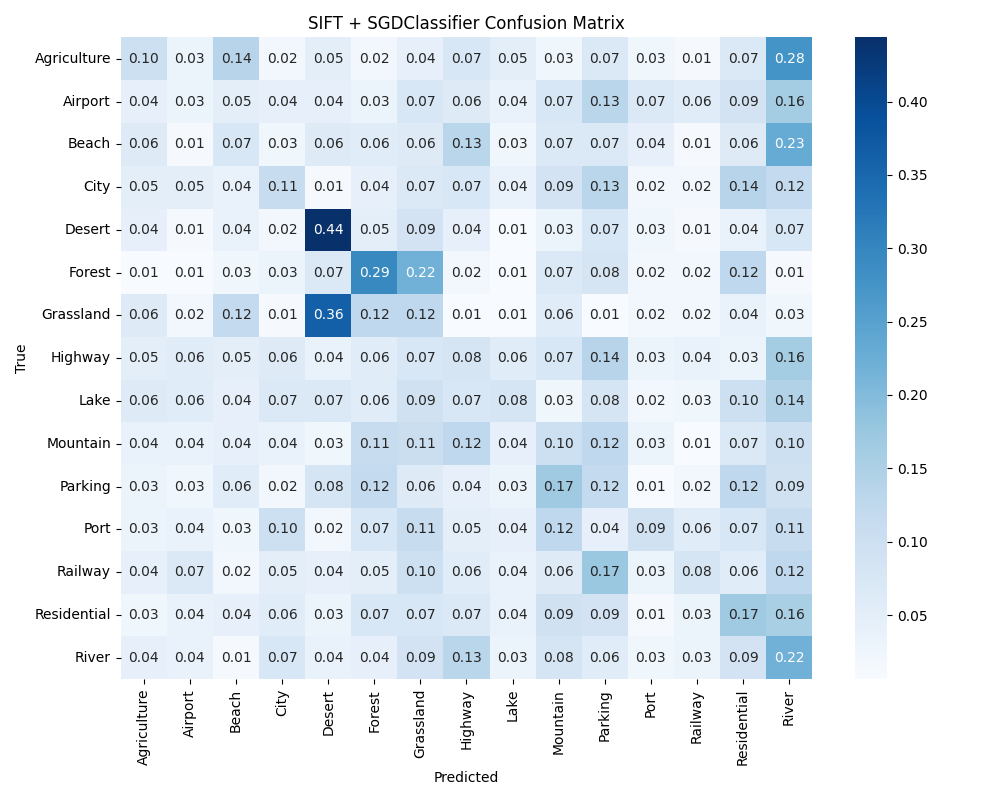 SIFT + SGDClassifier Confusion Matrix
True
Agriculture 0.10 0.03 0.14 0.02 0.05 0.02 0.04 0.07 0.05 0.03 0.07 0.03 0.01 0.07 0.28
Airport 0.04 0.03 0.05 0.04 0.04 0.03 0.07 0.06 0.04 0.07 0.13 0.07 0.06 0.09 0.16
Beach 0.06 0.01 0.07 0.03 0.06 0.06 0.06 0.13 0.03 0.07 0.07 0.04 0.01 0.06 0.23
City 0.05 0.05 0.04 0.11 0.01 0.04 0.07 0.07 0.04 0.09 0.13 0.02 0.02 0.14 0.12
Desert 0.04 0.01 0.04 0.02 0.44 0.05 0.09 0.04 0.01 0.03 0.07 0.03 0.01 0.04 0.07
Forest 0.01 0.01 0.03 0.03 0.07 0.29 0.22 0.02 0.01 0.07 0.08 0.02 0.02 0.12 0.01
Grassland 0.06 0.02 0.12 0.01 0.36 0.12 0.12 0.01 0.01 0.06 0.01 0.02 0.02 0.04 0.03
Highway 0.05 0.06 0.05 0.06 0.04 0.06 0.07 0.08 0.06 0.07 0.14 0.03 0.04 0.03 0.16
Lake 0.06 0.06 0.04 0.07 0.07 0.06 0.09 0.07 0.08 0.03 0.08 0.02 0.03 0.10 0.14
Mountain 0.04 0.04 0.04 0.04 0.03 0.11 0.11 0.12 0.04 0.10 0.12 0.03 0.01 0.07 0.10
Parking 0.03 0.03 0.06 0.02 0.08 0.12 0.06 0.04 0.03 0.17 0.12 0.01 0.02 0.12 0.09
Port 0.03 0.04 0.03 0.10 0.02 0.07 0.11 0.05 0.04 0.12 0.04 0.09 0.06 0.07 0.11
Railway 0.04 0.07 0.02 0.05 0.04 0.05 0.10 0.06 0.04 0.06 0.17 0.03 0.08 0.06 0.12
Residential 0.03 0.04 0.04 0.06 0.03 0.07 0.07 0.07 0.04 0.09 0.09 0.01 0.03 0.17 0.16
River 0.04 0.04 0.01 0.07 0.04 0.04 0.09 0.13 0.03 0.08 0.06 0.03 0.03 0.09 0.22
Agriculture Airport Beach City Desert Forest Grassland Highway Lake Mountain Parking Port Railway Residential River
Predicted
0.40
0.35
0.30
0.25
0.20
0.15
0.10
0.05